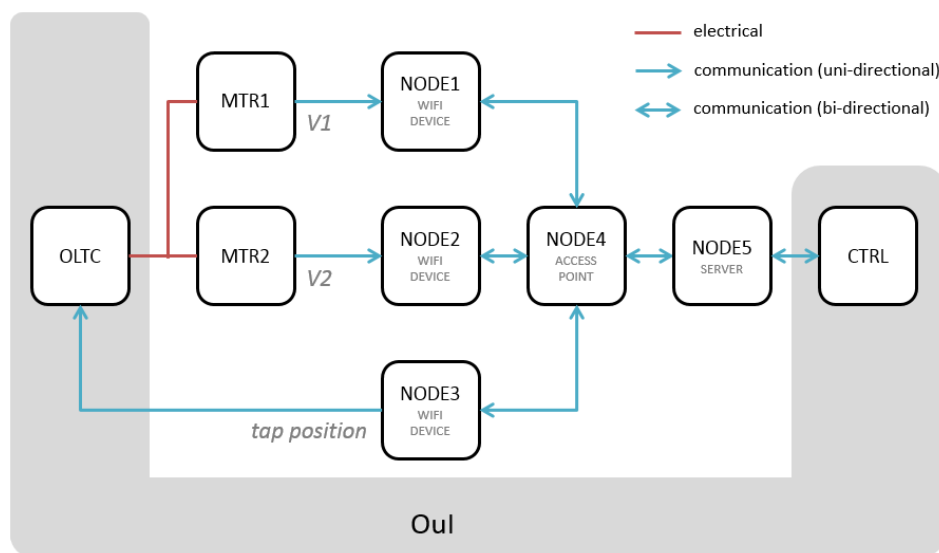 electrical
communication (uni-directional)
communication (bi-directional)
MTR1
V1
NODE1
WIFI
DEVICE
OLTC
MTR2
V2
NODE2
WIFI
DEVICE
NODE4
ACCESS
POINT
NODE5
SERVER
CTRL
NODE3
WIFI
DEVICE
tap position
OuI